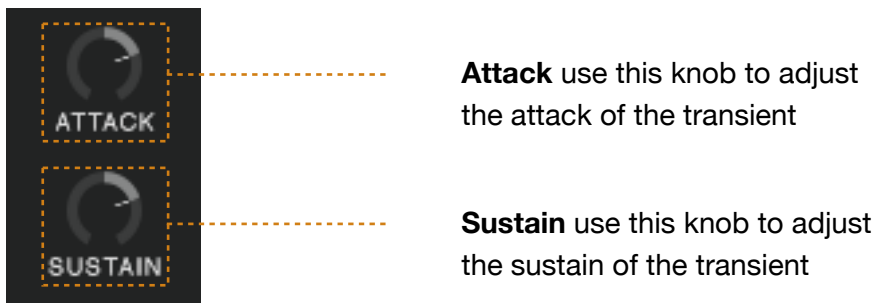 ATTACK
Attack use this knob to adjust
the attack of the transient
SUSTAIN
Sustain use this knob to adjust
the sustain of the transient